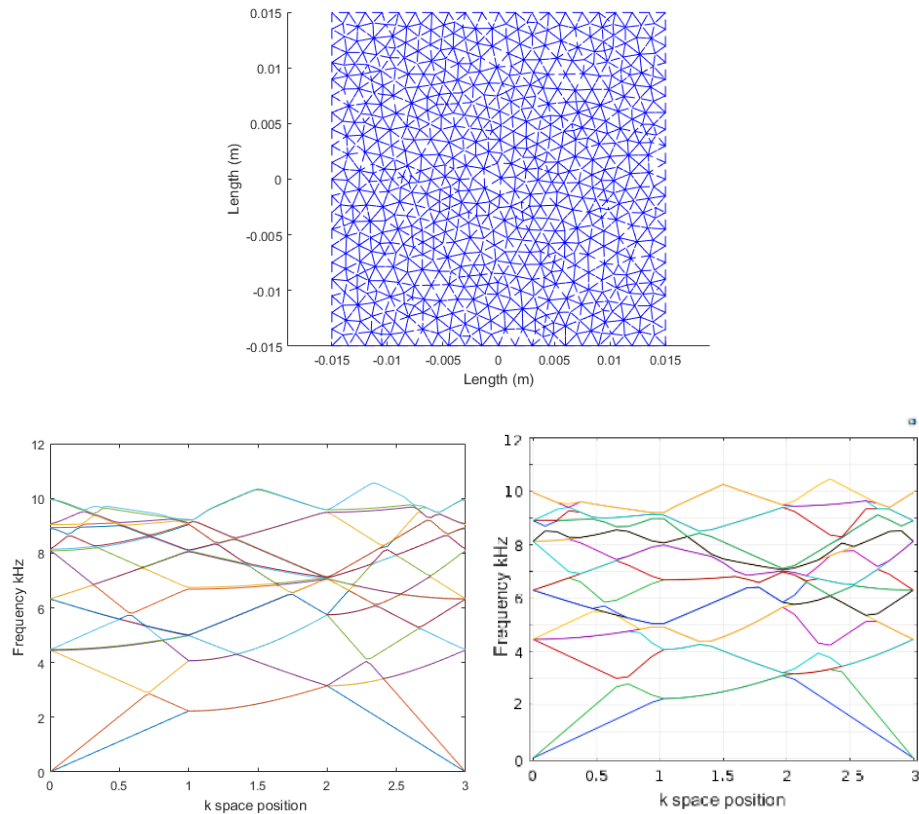 0.015
0.01
0.005
0
-0.005
-0.01
-0.015
Length (m)
-0.015 -0.01 -0.005 0 0.005 0.01 0.015
Length (m)
12
10
8
6
4
2
0
Frequency kHz
0 0.5 1 1.5 2 2.5 3
k space position
12
10
8
6
4
2
0
Frequency kHz
0 0.5 1 1.5 2 2 5 3
k space position